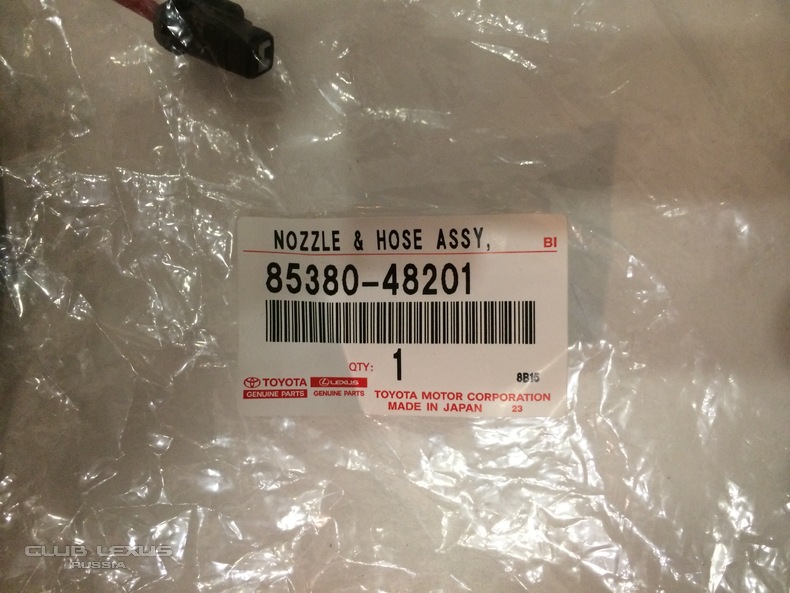 NOZZLE & HOSE ASSY,
BI
85380-48201
QTY: 1
8B15
TOYOTA LEXUS
GENUINE PARTS GENUINE PARTS
TOYOTA MOTOR CORPORATION
MADE IN JAPAN 23
CLUB LEXUS
RUSSIA